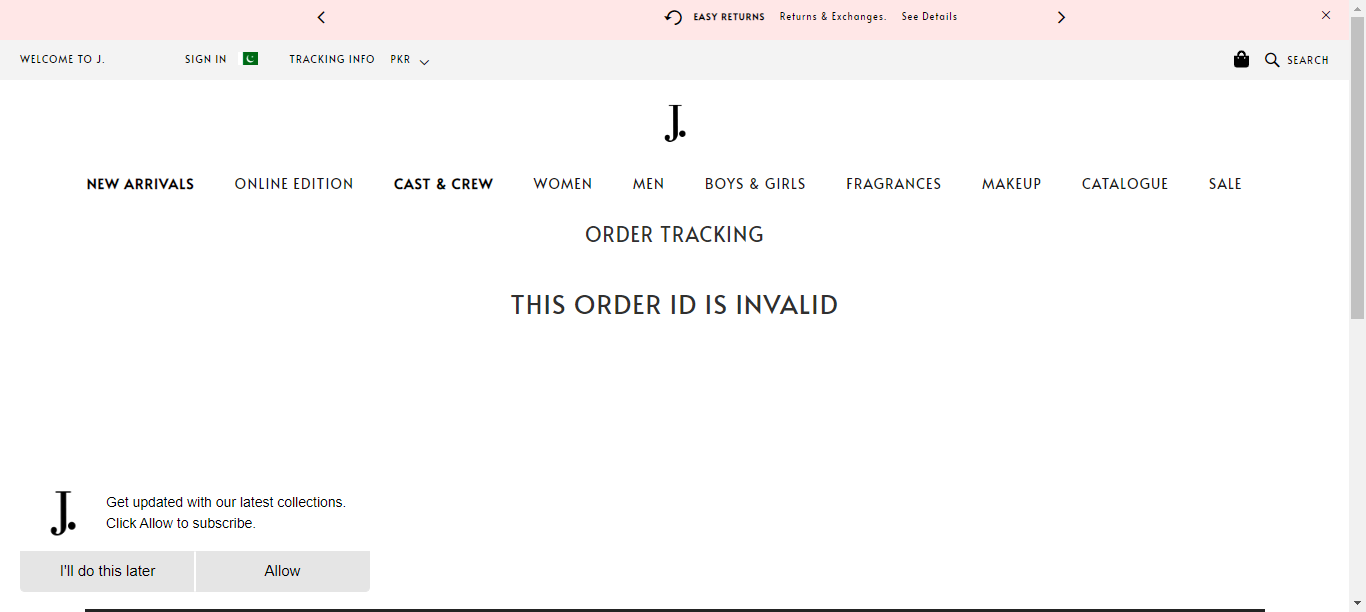 EASY RETURNS Returns & Exchanges. See Details
WELCOME TO J. SIGN IN TRACKING INFO PKR SEARCH
J.
NEW ARRIVALS ONLINE EDITION CAST & CREW WOMEN MEN BOYS & GIRLS FRAGRANCES MAKEUP CATALOGUE SALE
ORDER TRACKING
THIS ORDER ID IS INVALID
J.
Get updated with our latest collections.
Click Allow to subscribe.
I'll do this later Allow